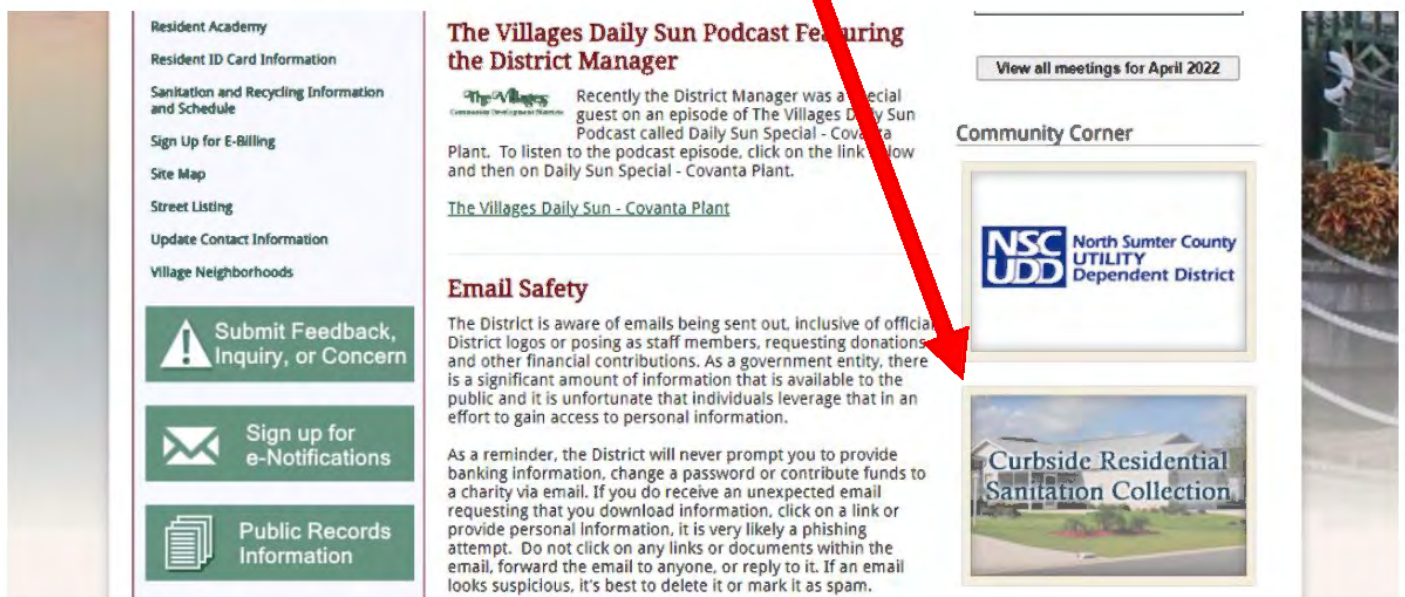 Resident Academy
Resident ID Card Information
Sanitation and Recycling Information
and Schedule
Sign Up for E-Billing
Site Map
Street Listing
Update Contact Information
Village Neighborhoods
Submit Feedback,
Inquiry, or Concern
Sign up for
e-Notifications
Public Records
Information
The Villages Daily Sun Podcast Featuring
the District Manager
The Villages
Community Development Districts
Recently the District Manager was a special
guest on an episode of The Villages Daily Sun
Podcast called Daily Sun Special - Covanta
Plant. To listen to the podcast episode, click on the link below
and then on Daily Sun Special - Covanta Plant.
The Villages Daily Sun - Covanta Plant
Email Safety
The District is aware of emails being sent out, inclusive of official
District logos or posing as staff members, requesting donations
and other financial contributions. As a government entity, there
is a significant amount of information that is available to the
public and it is unfortunate that individuals leverage that in an
effort to gain access to personal information.
As a reminder, the District will never prompt you to provide
banking information, change a password or contribute funds to
a charity via email. If you do receive an unexpected email
requesting that you download information, click on a link or
provide personal information, it is very likely a phishing
attempt. Do not click on any links or documents within the
email, forward the email to anyone, or reply to it. If an email
looks suspicious, it's best to delete it or mark it as spam.
View all meetings for April 2022
Community Corner
NSC
UDD
North Sumter County
UTILITY
Dependent District
Curbside Residential
Sanitation Collection